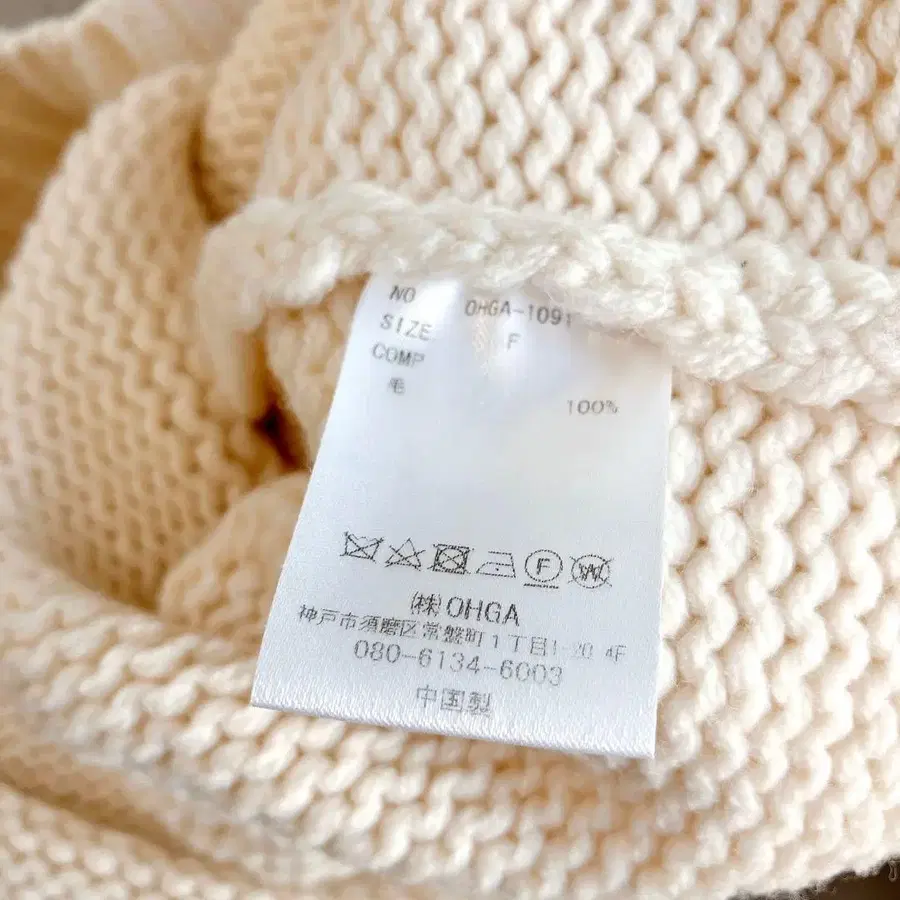 NO OHGA-1091
SIZE F
COMP
毛 100%
F
W
(株)OHGA
神戸市須磨区常盤町1丁目1-20 4F
080-6134-6003
中国製